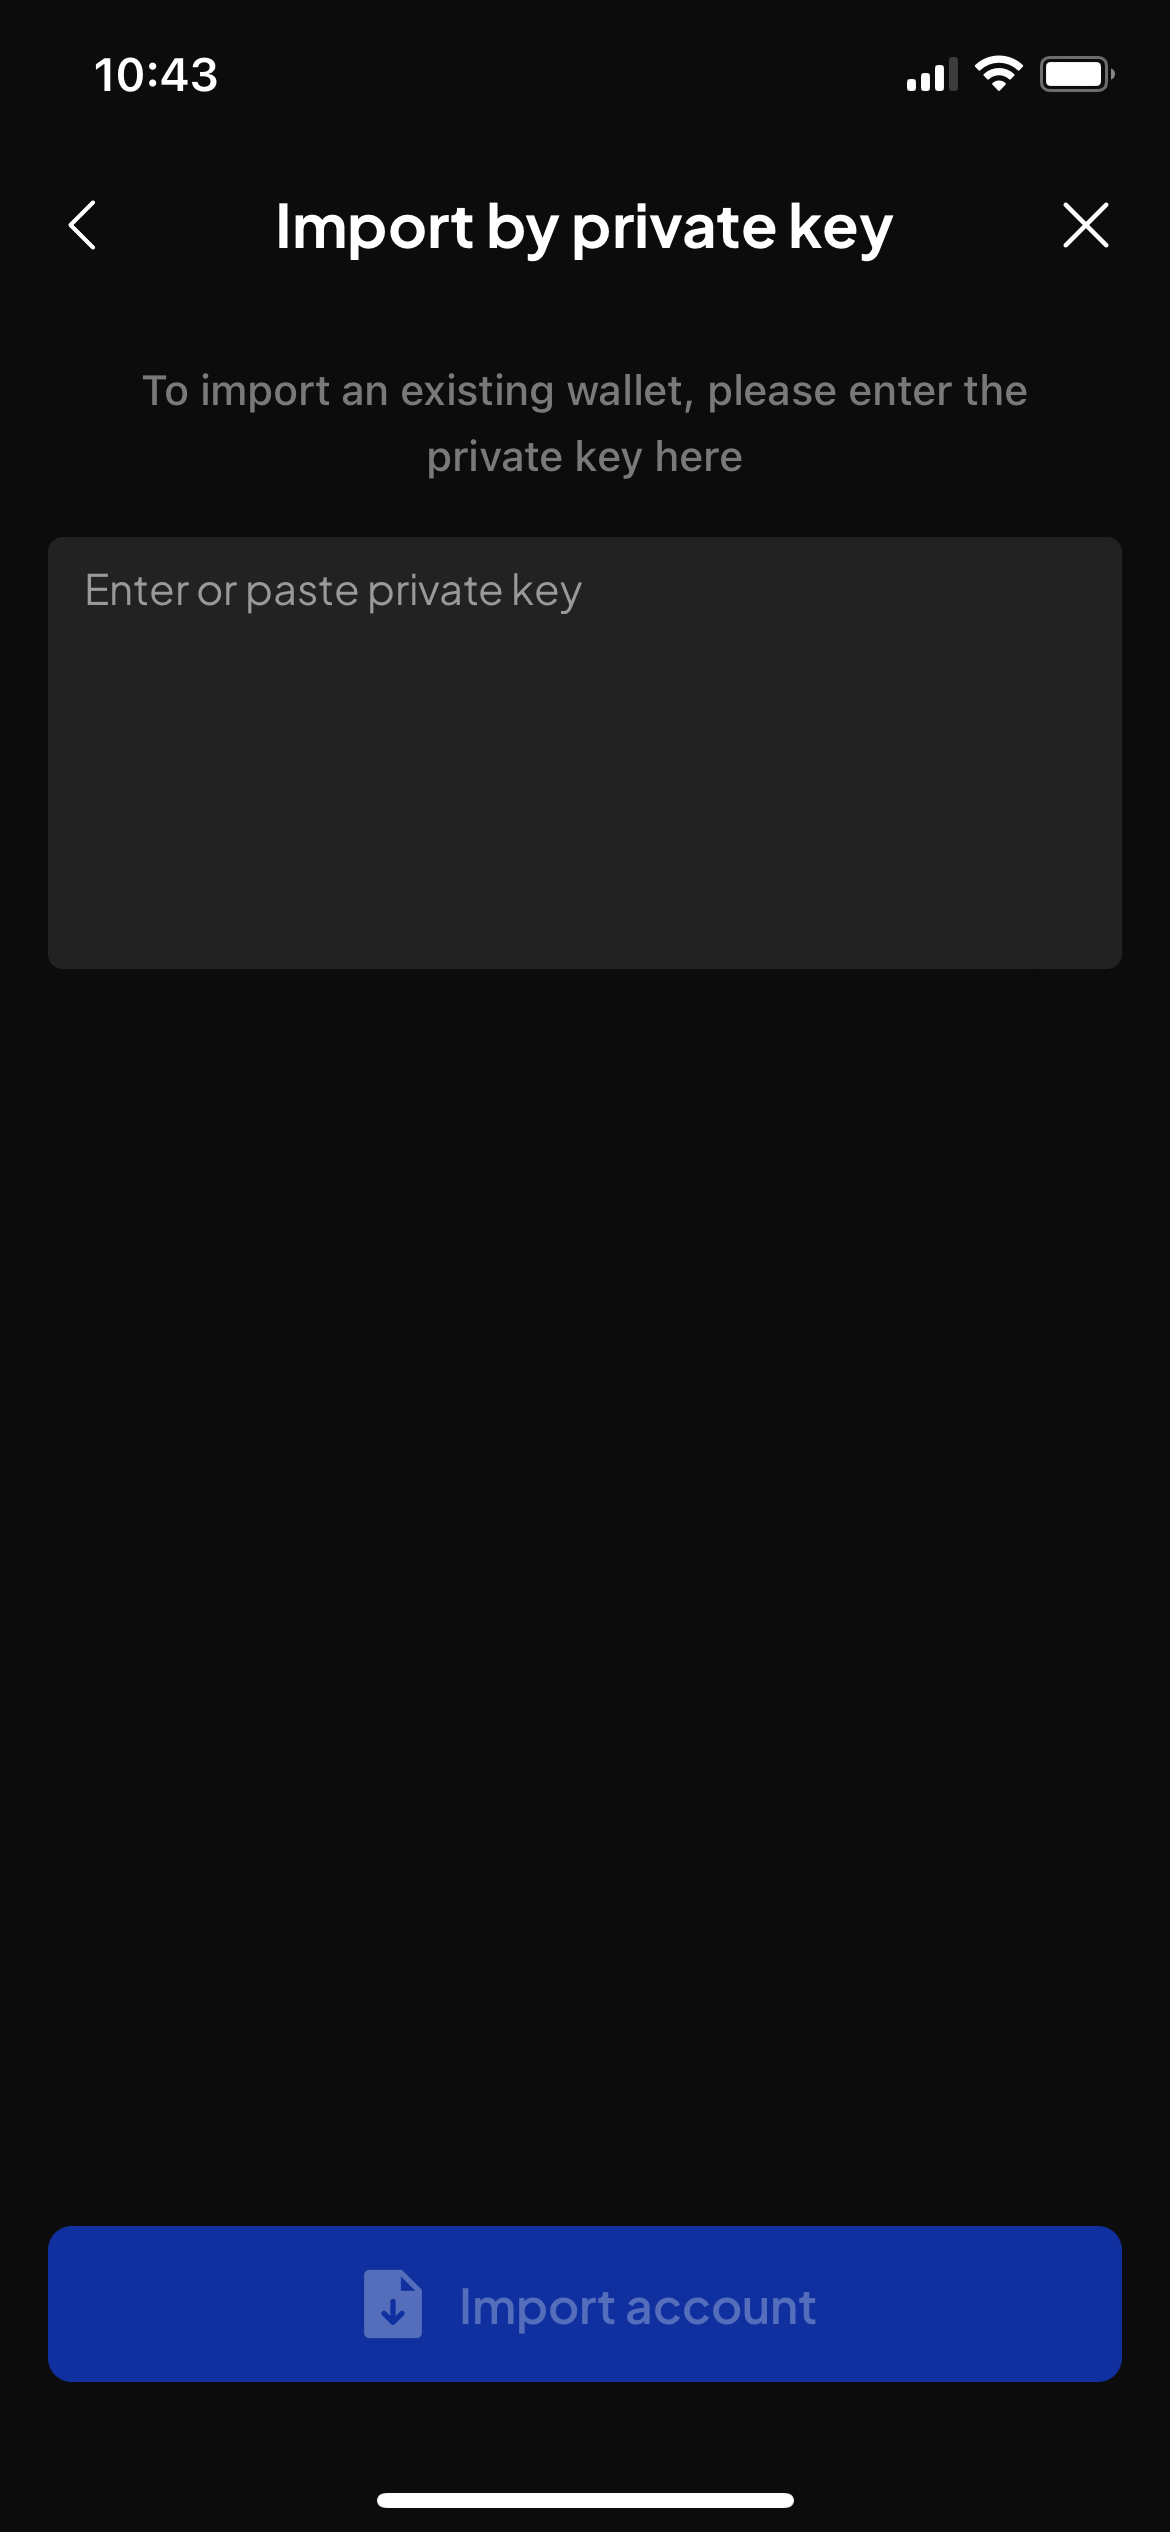 10:43
Import by private key
To import an existing wallet, please enter the
private key here
Enter or paste private key
Import account